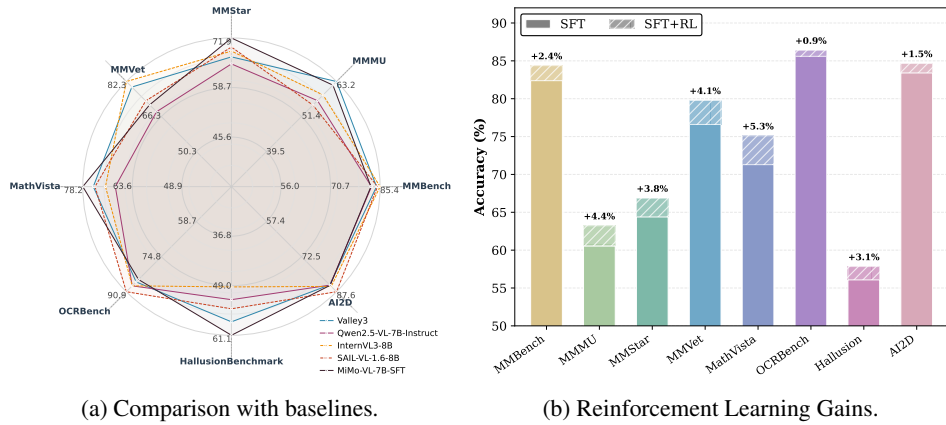 MMStar
71.9
MMVet
MMMU
82.3
63.2
58.7
66.3
51.4
45.6
50.3
39.5
MathVista
78.2
63.6
48.9
56.0
70.7
MMBench
85.4
58.7
57.4
36.8
74.8
72.5
49.0
90.9
87.6
OCRBench
AI2D
61.1
HallusionBenchmark
Valley3
Qwen2.5-VL-7B-Instruct
InternVL3-8B
SAIL-VL-1.6-8B
MiMo-VL-7B-SFT
(a) Comparison with baselines.
SFT
SFT+RL
Accuracy (%)
90
85
80
75
70
65
60
55
50
+2.4%
+4.4%
+3.8%
+4.1%
+5.3%
+0.9%
+3.1%
+1.5%
MMBench
MMMU
MMStar
MMVet
MathVista
OCRBench
Hallusion
AI2D
(b) Reinforcement Learning Gains.